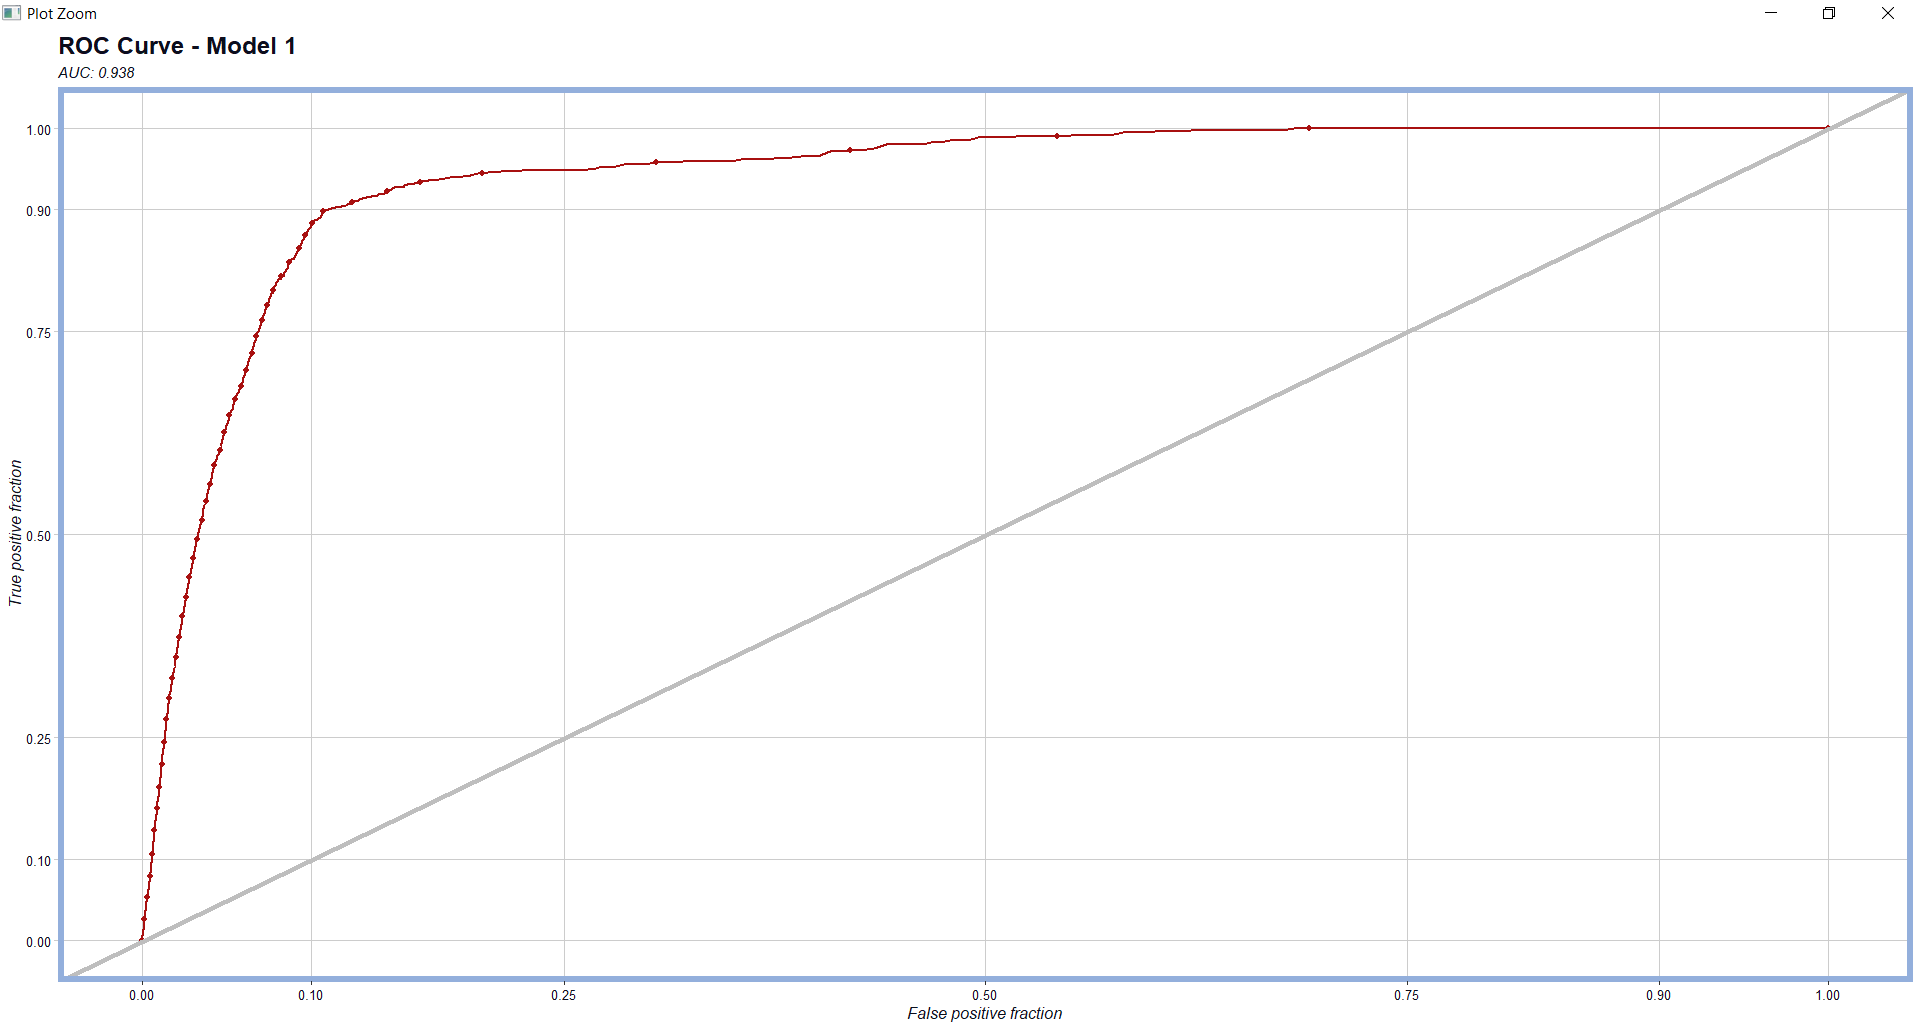 Plot Zoom
ROC Curve - Model 1
AUC: 0.938
1.00
0.90
0.75
0.50
0.25
0.10
0.00
True positive fraction
0.00 0.10 0.25 0.50 0.75 0.90 1.00
False positive fraction